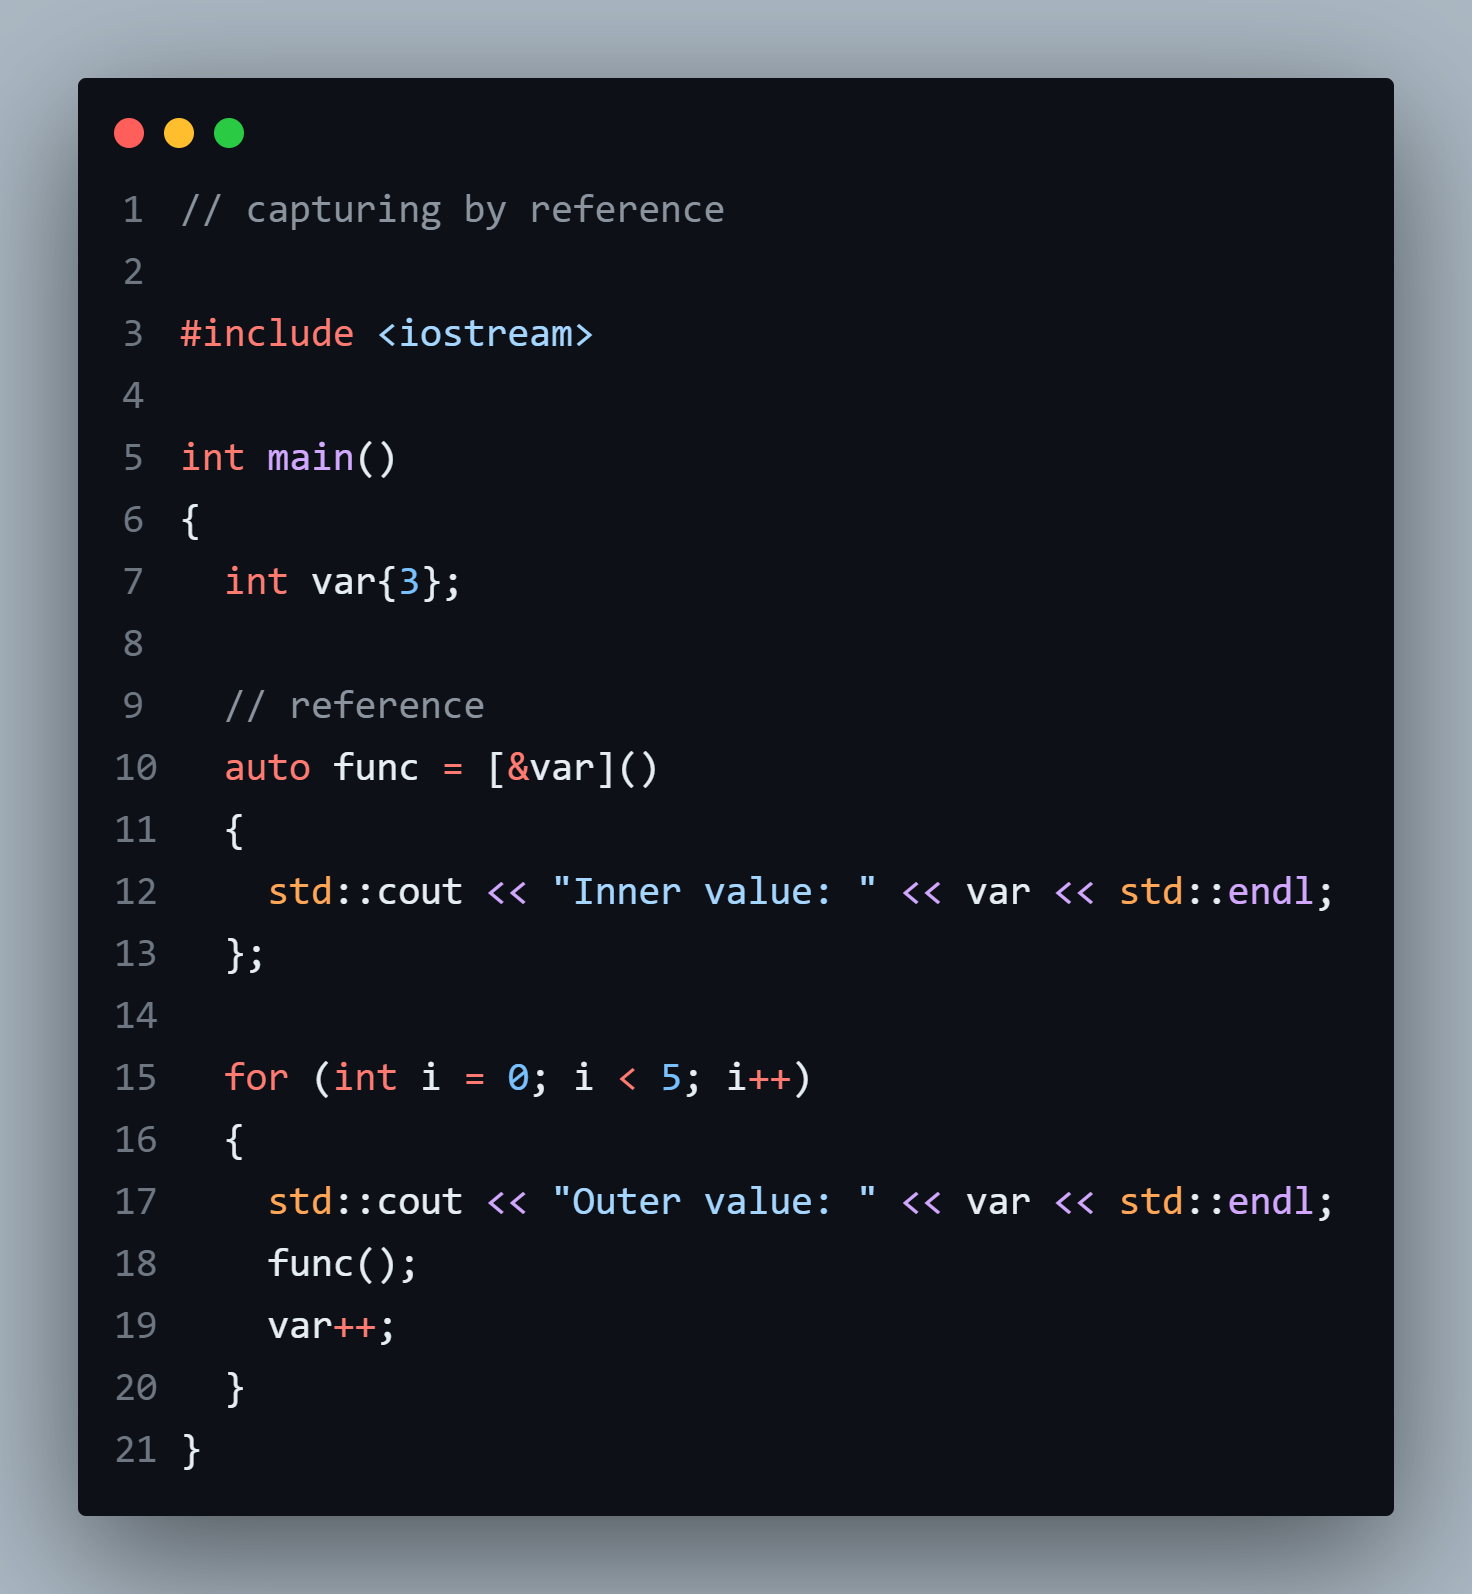 1 // capturing by reference
2
3 #include <iostream>
4
5 int main()
6 {
7   int var{3};
8
9   // reference
10   auto func = [&var]()
11   {
12     std::cout << "Inner value: " << var << std::endl;
13   };
14
15   for (int i = 0; i < 5; i++)
16   {
17     std::cout << "Outer value: " << var << std::endl;
18     func();
19     var++;
20   }
21 }